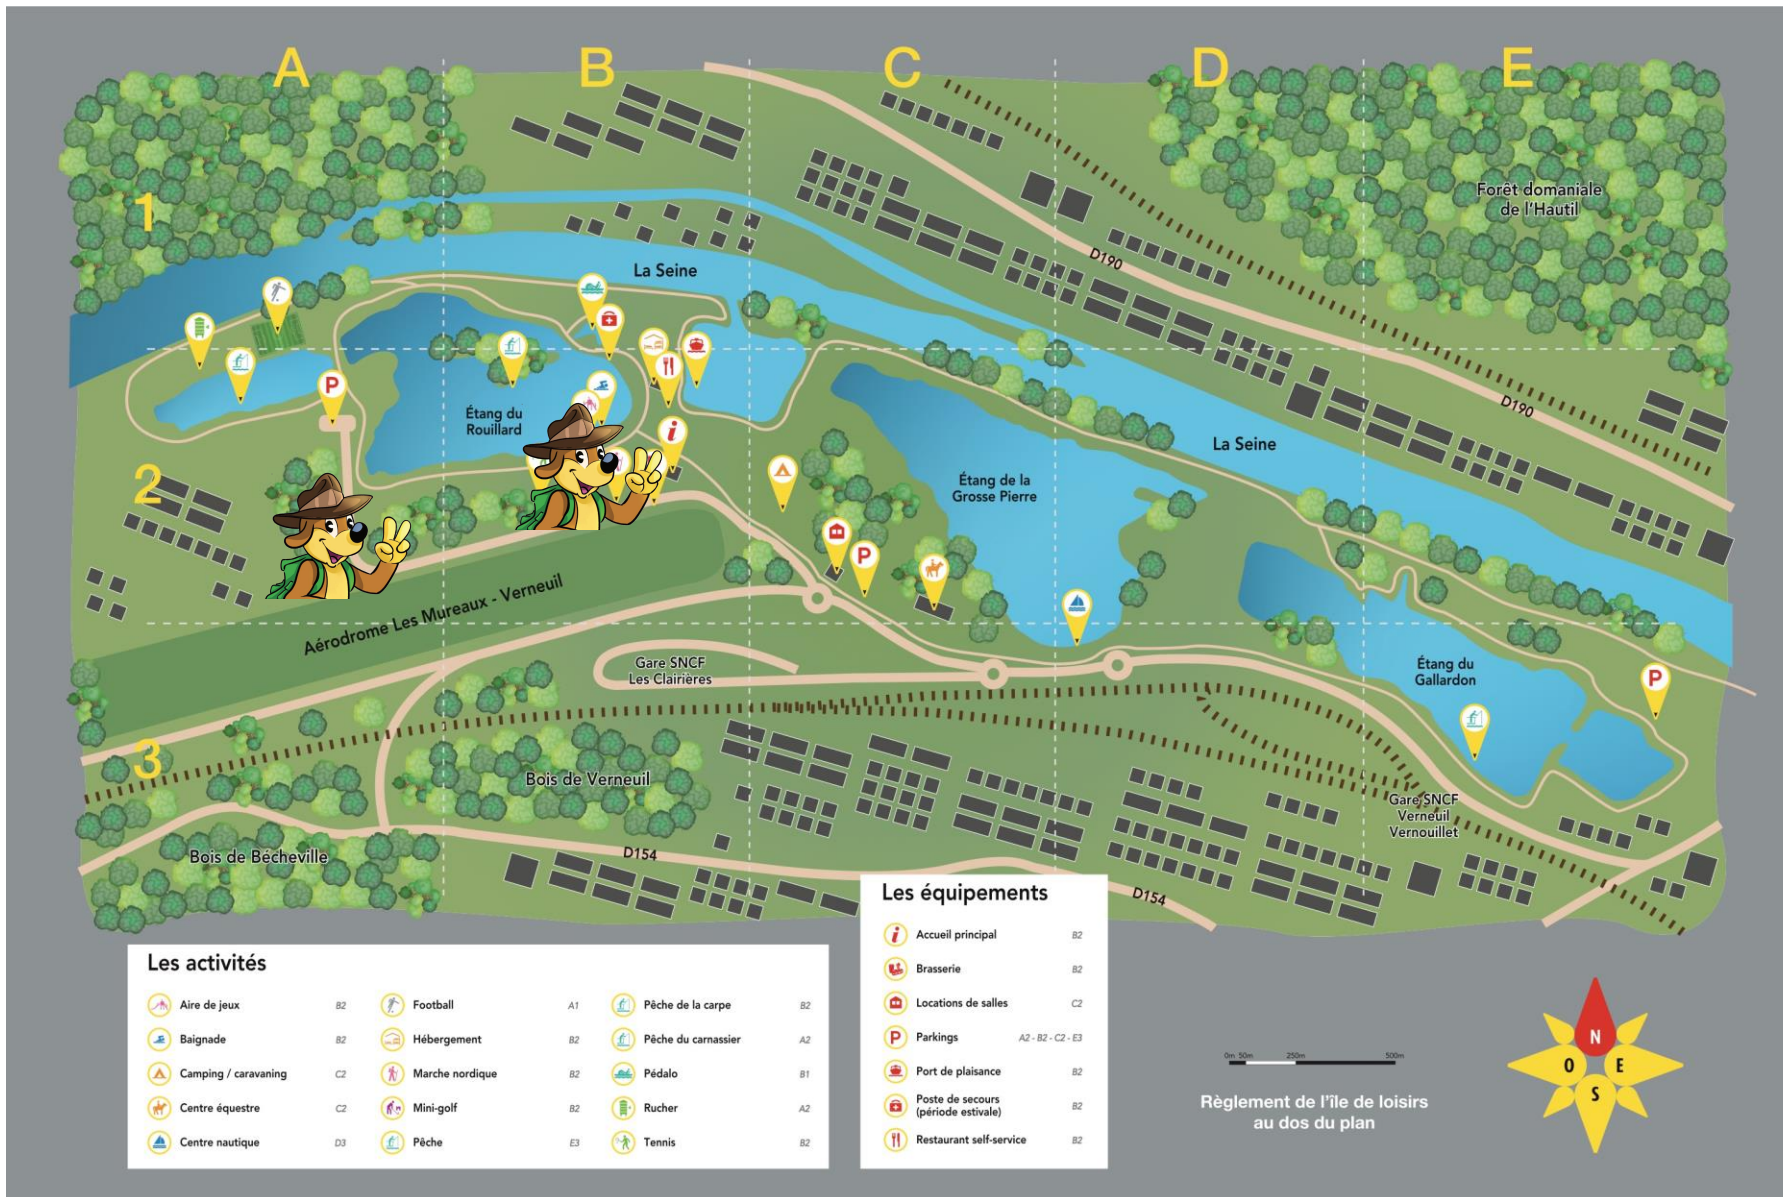 A B C D E
1
Forêt domaniale
de l'Hautil
D190
La Seine
P
Étang du
Rouillard
i
D190
La Seine
2
Étang de la
Grosse Pierre
P
Aérodrome Les Mureaux - Verneuil
Gare SNCF
Les Clairières
Étang du
Gallardon
P
3
Bois de Verneuil
Gare SNCF
Verneuil
Vernouillet
Bois de Bécheville
D154
D154
Les activités
Aire de jeux B2
Baignade B2
Camping / caravaning C2
Centre équestre C2
Centre nautique D3
Football A1
Hébergement B2
Marche nordique B2
Mini-golf B2
Pêche E3
Pêche de la carpe B2
Pêche du carnassier A2
Pédalo B1
Rucher A2
Tennis B2
Les équipements
i Accueil principal B2
Brasserie B2
Locations de salles C2
P Parkings A2 - B2 - C2 - E3
Port de plaisance B2
Poste de secours
(période estivale) B2
Restaurant self-service B2
0m 50m 250m 500m
Règlement de l'île de loisirs
au dos du plan
N
O E
S